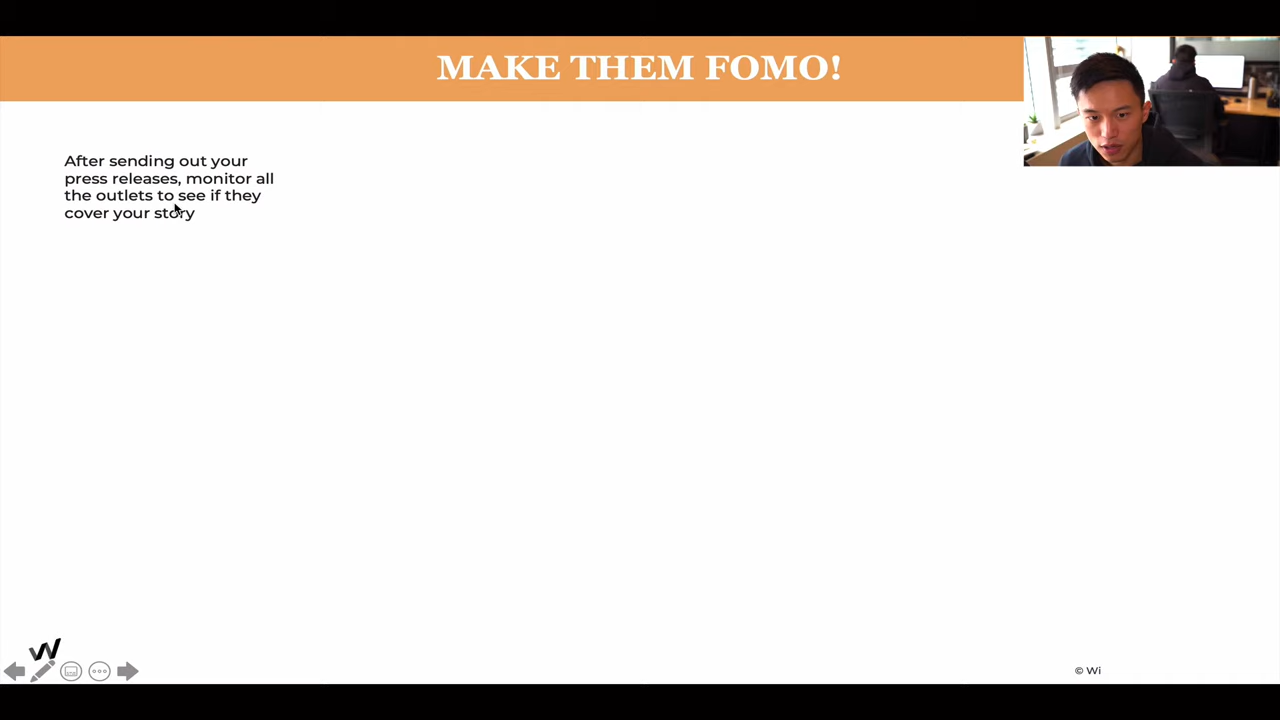 MAKE THEM FOMO!
After sending out your
press releases, monitor all
the outlets to see if they
cover your story
W
© Wi